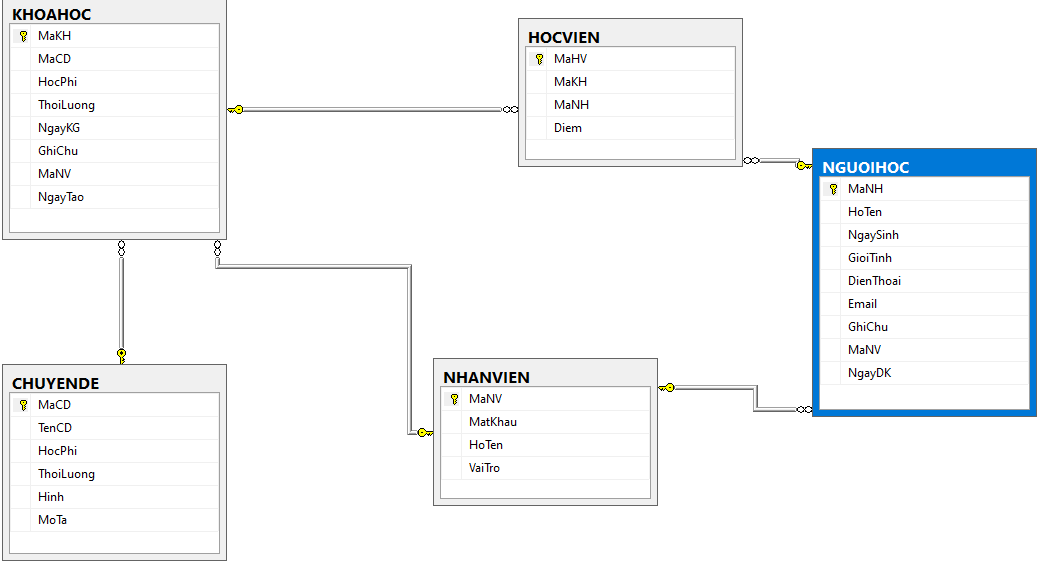 KHOAHOC
MaKH
MaCD
HocPhi
ThoiLuong
NgayKG
GhiChu
MaNV
NgayTao
HOCVIEN
MaHV
MaKH
MaNH
Diem
NGUOIHOC
MaNH
HoTen
NgaySinh
GioiTinh
DienThoai
Email
GhiChu
MaNV
NgayDK
CHUYENDE
MaCD
TenCD
HocPhi
ThoiLuong
Hinh
MoTa
NHANVIEN
MaNV
MatKhau
HoTen
VaiTro